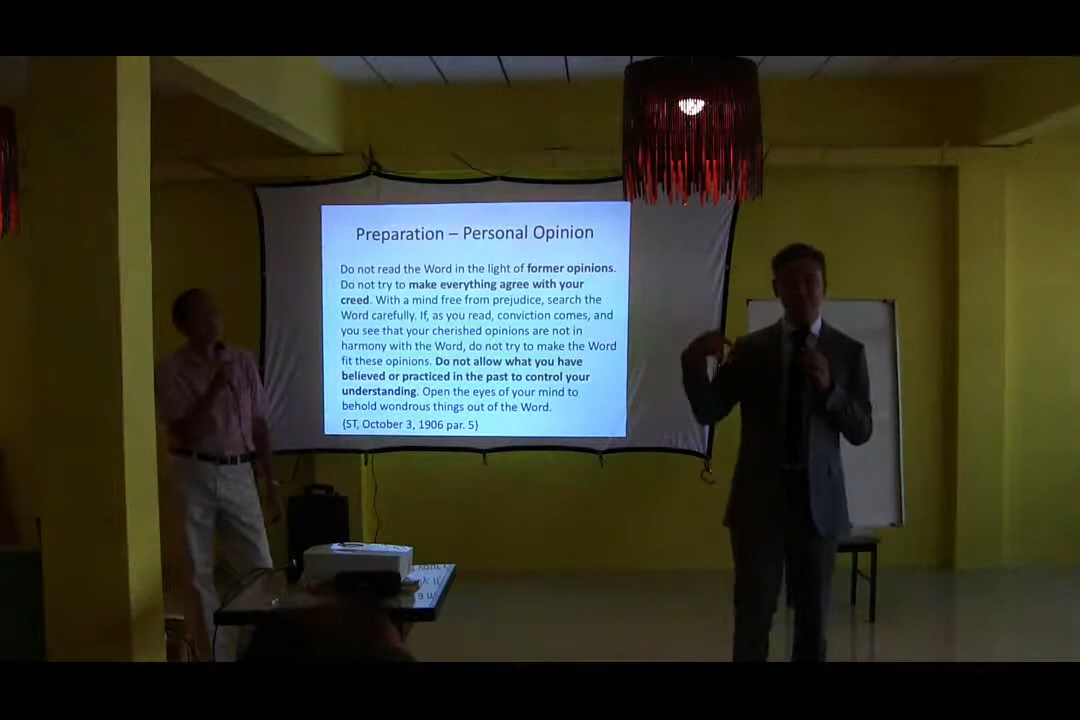 Preparation – Personal Opinion
Do not read the Word in the light of former opinions.
Do not try to make everything agree with your
creed. With a mind free from prejudice, search the
Word carefully. If, as you read, conviction comes, and
you see that your cherished opinions are not in
harmony with the Word, do not try to make the Word
fit these opinions. Do not allow what you have
believed or practiced in the past to control your
understanding. Open the eyes of your mind to
behold wondrous things out of the Word.
{ST, October 3, 1906 par. 5}